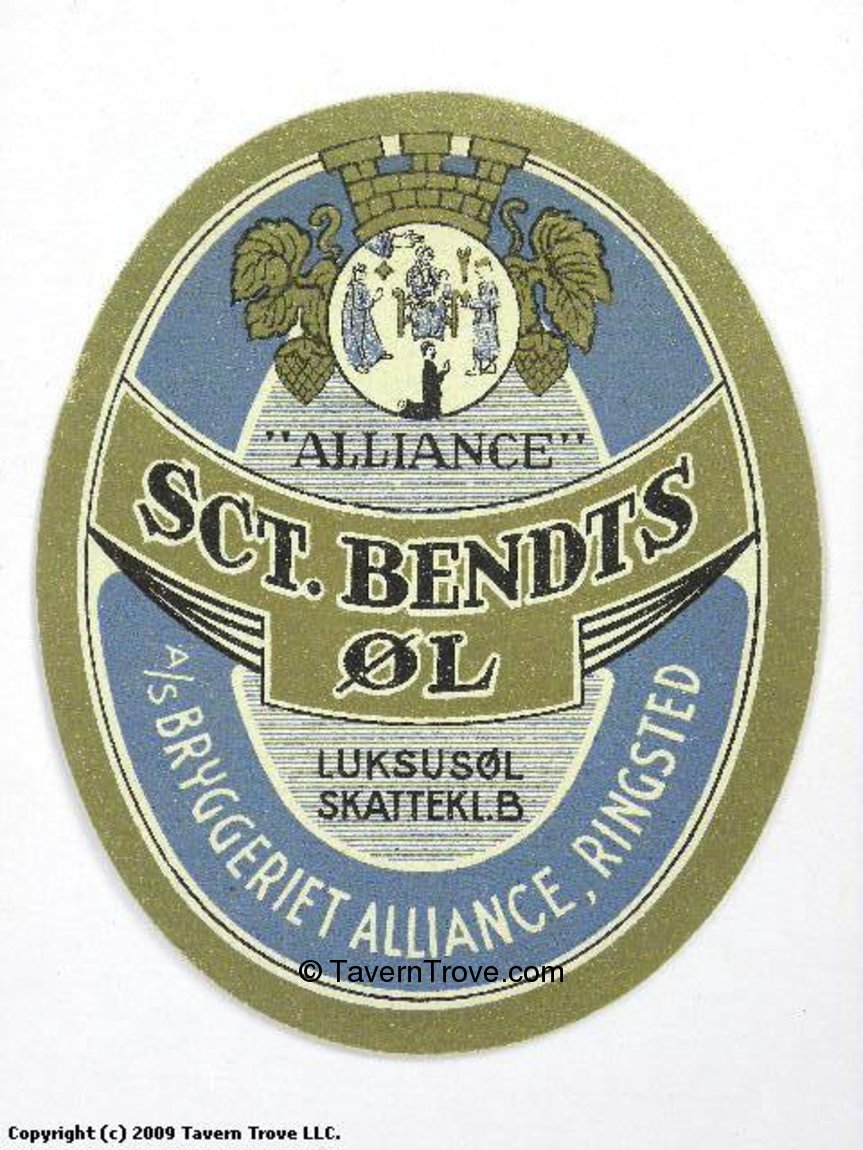 "ALLIANCE"
SCT. BENDTS
ØL
LUKSUSØL
SKATTEKL.B
A/S BRYGGERIET ALLIANCE, RINGSTED
© TavernTrove.com
Copyright (c) 2009 Tavern Trove LLC.